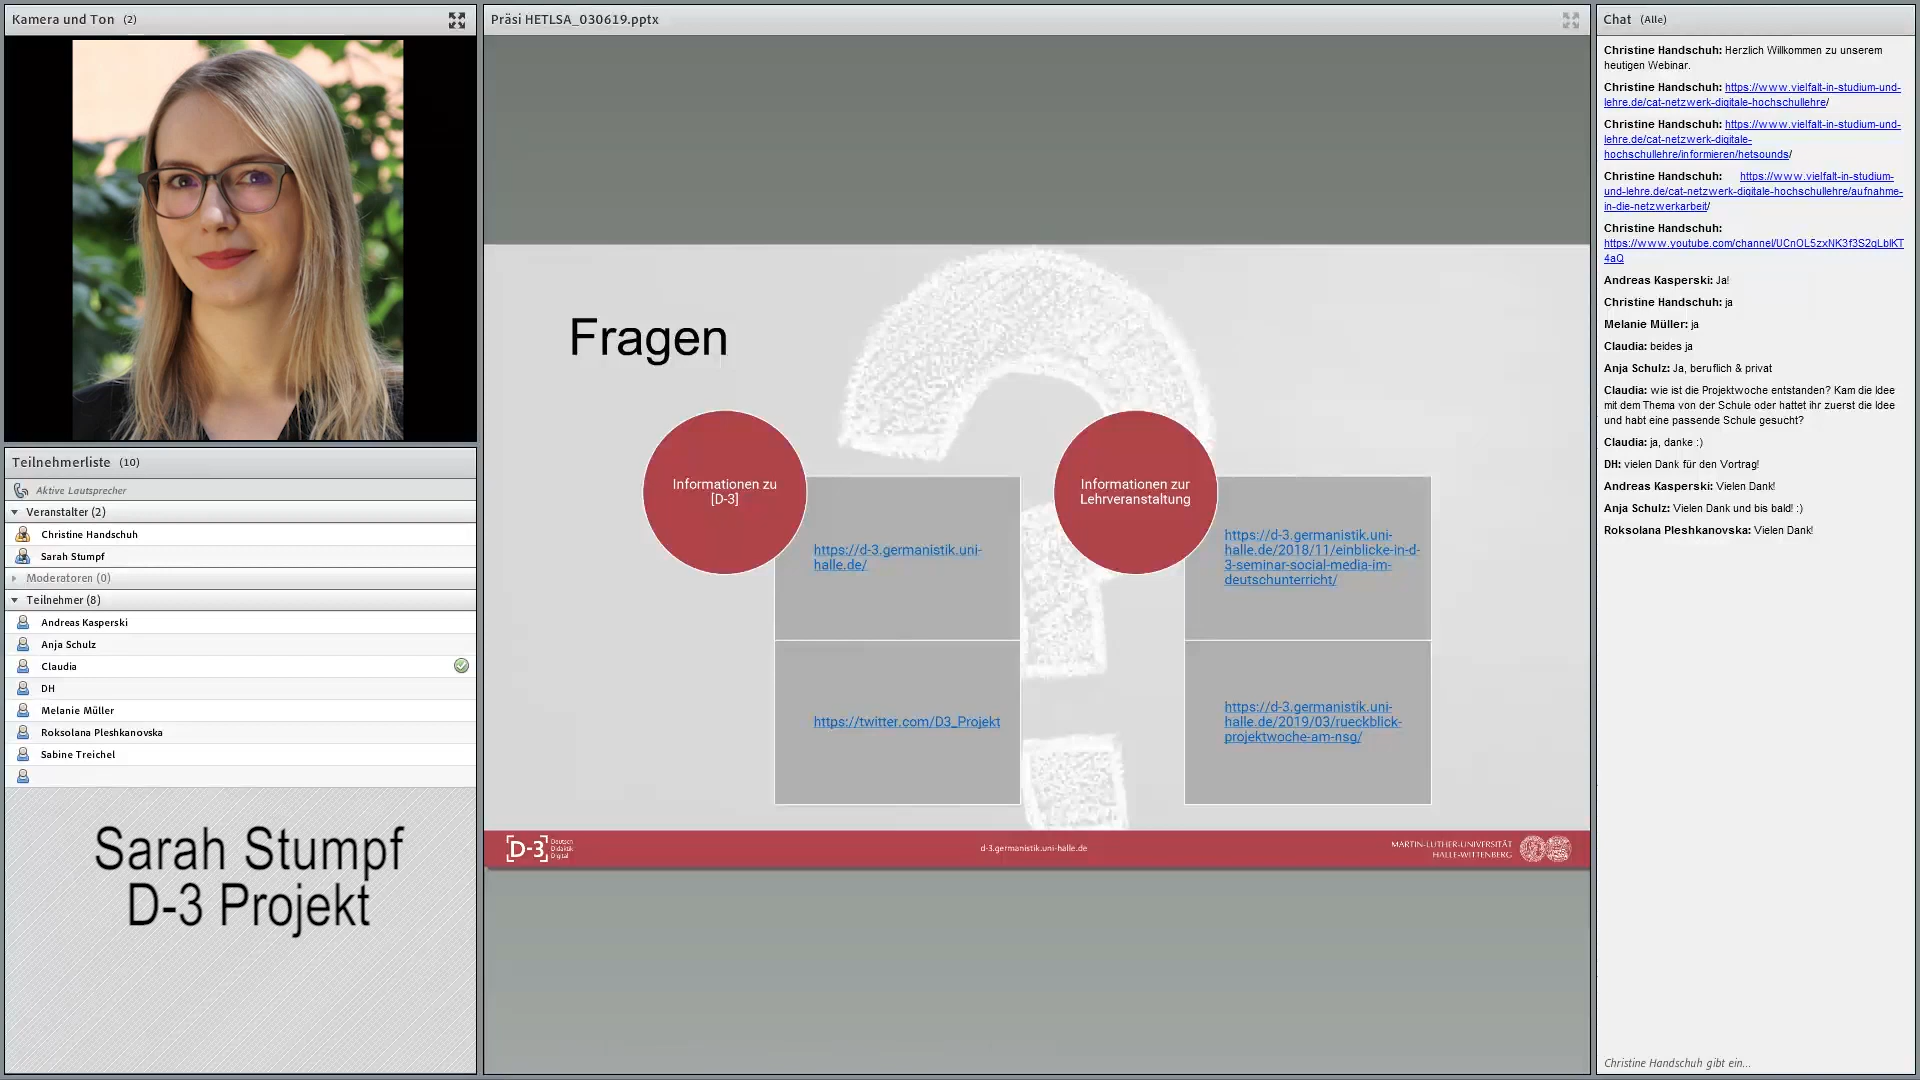 Kamera und Ton (2)
Teilnehmerliste (10)
Aktive Lautsprecher
Veranstalter (2)
Christine Handschuh
Sarah Stumpf
Moderatoren (0)
Teilnehmer (8)
Andreas Kasperski
Anja Schulz
Claudia
DH
Melanie Müller
Roksolana Pleshkanovska
Sabine Treichel
Sarah Stumpf
D-3 Projekt
Präsi HETLSA_030619.pptx
Fragen
Informationen zu
[D-3]
https://d-3.germanistik.uni-
halle.de/
https://twitter.com/D3_Projekt
Informationen zur
Lehrveranstaltung
https://d-3.germanistik.uni-
halle.de/2018/11/einblicke-in-d-
3-seminar-social-media-im-
deutschunterricht/
https://d-3.germanistik.uni-
halle.de/2019/03/rueckblick-
projektwoche-am-nsg/
[D-3] Deutsch
Didaktik
Digital
d-3.germanistik.uni-halle.de
MARTIN-LUTHER-UNIVERSITÄT
HALLE-WITTENBERG
Chat (Alle)
Christine Handschuh: Herzlich Willkommen zu unserem
heutigen Webinar.
Christine Handschuh: https://www.vielfalt-in-studium-und-
lehre.de/cat-netzwerk-digitale-hochschullehre/
Christine Handschuh: https://www.vielfalt-in-studium-und-
lehre.de/cat-netzwerk-digitale-
hochschullehre/informieren/hetsounds/
Christine Handschuh: https://www.vielfalt-in-studium-
und-lehre.de/cat-netzwerk-digitale-hochschullehre/aufnahme-
in-die-netzwerkarbeit/
Christine Handschuh:
https://www.youtube.com/channel/UCnOL5zxNK3f3S2gLblKT
4aQ
Andreas Kasperski: Ja!
Christine Handschuh: ja
Melanie Müller: ja
Claudia: beides ja
Anja Schulz: Ja, beruflich & privat
Claudia: wie ist die Projektwoche entstanden? Kam die Idee
mit dem Thema von der Schule oder hattet ihr zuerst die Idee
und habt eine passende Schule gesucht?
Claudia: ja, danke :)
DH: vielen Dank für den Vortrag!
Andreas Kasperski: Vielen Dank!
Anja Schulz: Vielen Dank und bis bald! :)
Roksolana Pleshkanovska: Vielen Dank!
Christine Handschuh gibt ein...